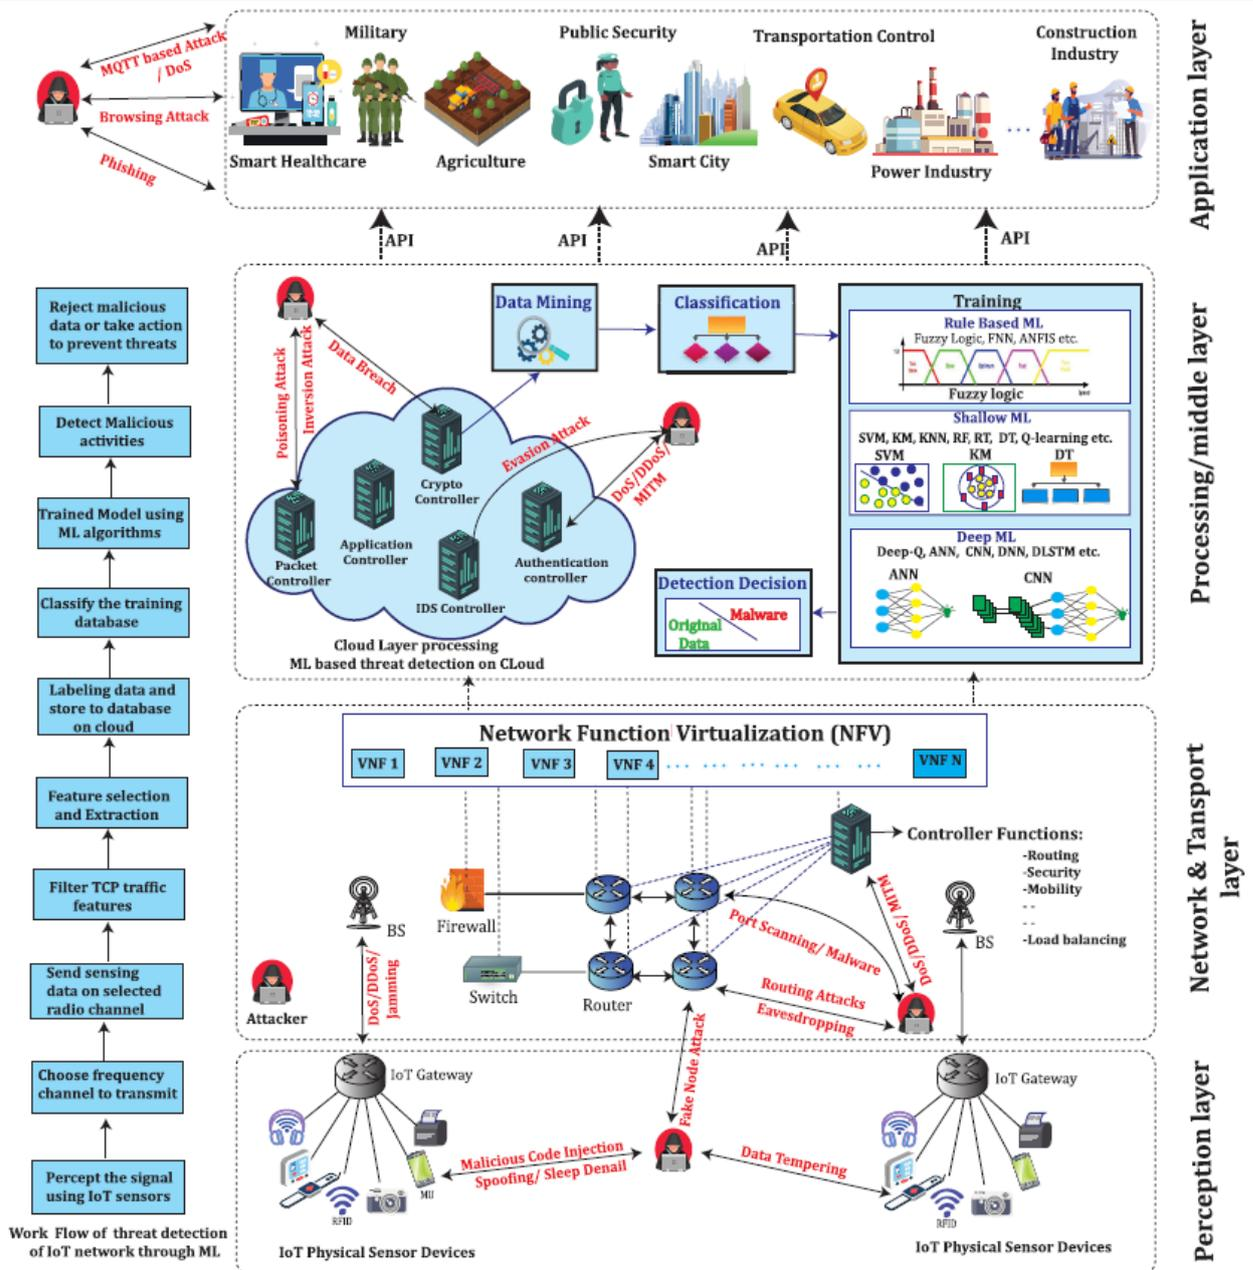 MQTT based Attack
/ DoS
Browsing Attack
Phishing
Military
Public Security
Transportation Control
Construction
Industry
Smart Healthcare
Agriculture
Smart City
Power Industry
Application layer
API
API
API
API
Reject malicious
data or take action
to prevent threats
Detect Malicious
activities
Trained Model using
ML algorithms
Classify the training
database
Labeling data and
store to database
on cloud
Feature selection
and Extraction
Filter TCP traffic
features
Send sensing
data on selected
radio channel
Choose frequency
channel to transmit
Percept the signal
using IoT sensors
Work Flow of threat detection
of IoT network through ML
Poisoning Attack
Inversion Attack
Data Breach
Evasion Attack
DoS/DDoS/
MITM
Crypto
Controller
Application
Controller
Packet
Controller
IDS Controller
Authentication
controller
Cloud Layer processing
ML based threat detection on CLoud
Data Mining
Classification
Training
Rule Based ML
Fuzzy Logic, FNN, ANFIS etc.
Fuzzy logic
Shallow ML
SVM, KM, KNN, RF, RT, DT, Q-learning etc.
SVM
KM
DT
Deep ML
Deep-Q, ANN, CNN, DNN, DLSTM etc.
ANN
CNN
Detection Decision
Original
Data
Malware
Processing/middle layer
Network Function Virtualization (NFV)
VNF 1
VNF 2
VNF 3
VNF 4
VNF N
Controller Functions:
-Routing
-Security
-Mobility
- -
- -
-Load balancing
BS
Firewall
Switch
Router
BS
Attacker
DoS/DDoS/
Jamming
Port Scanning/ Malware
DoS/DDoS/ MITM
Routing Attacks
Eavesdropping
Network & Tansport
layer
Fake Node Attack
IoT Gateway
IoT Gateway
Malicious Code Injection
Spoofing/ Sleep Denail
Data Tempering
MU
RFID
RFID
IoT Physical Sensor Devices
IoT Physical Sensor Devices
Perception layer